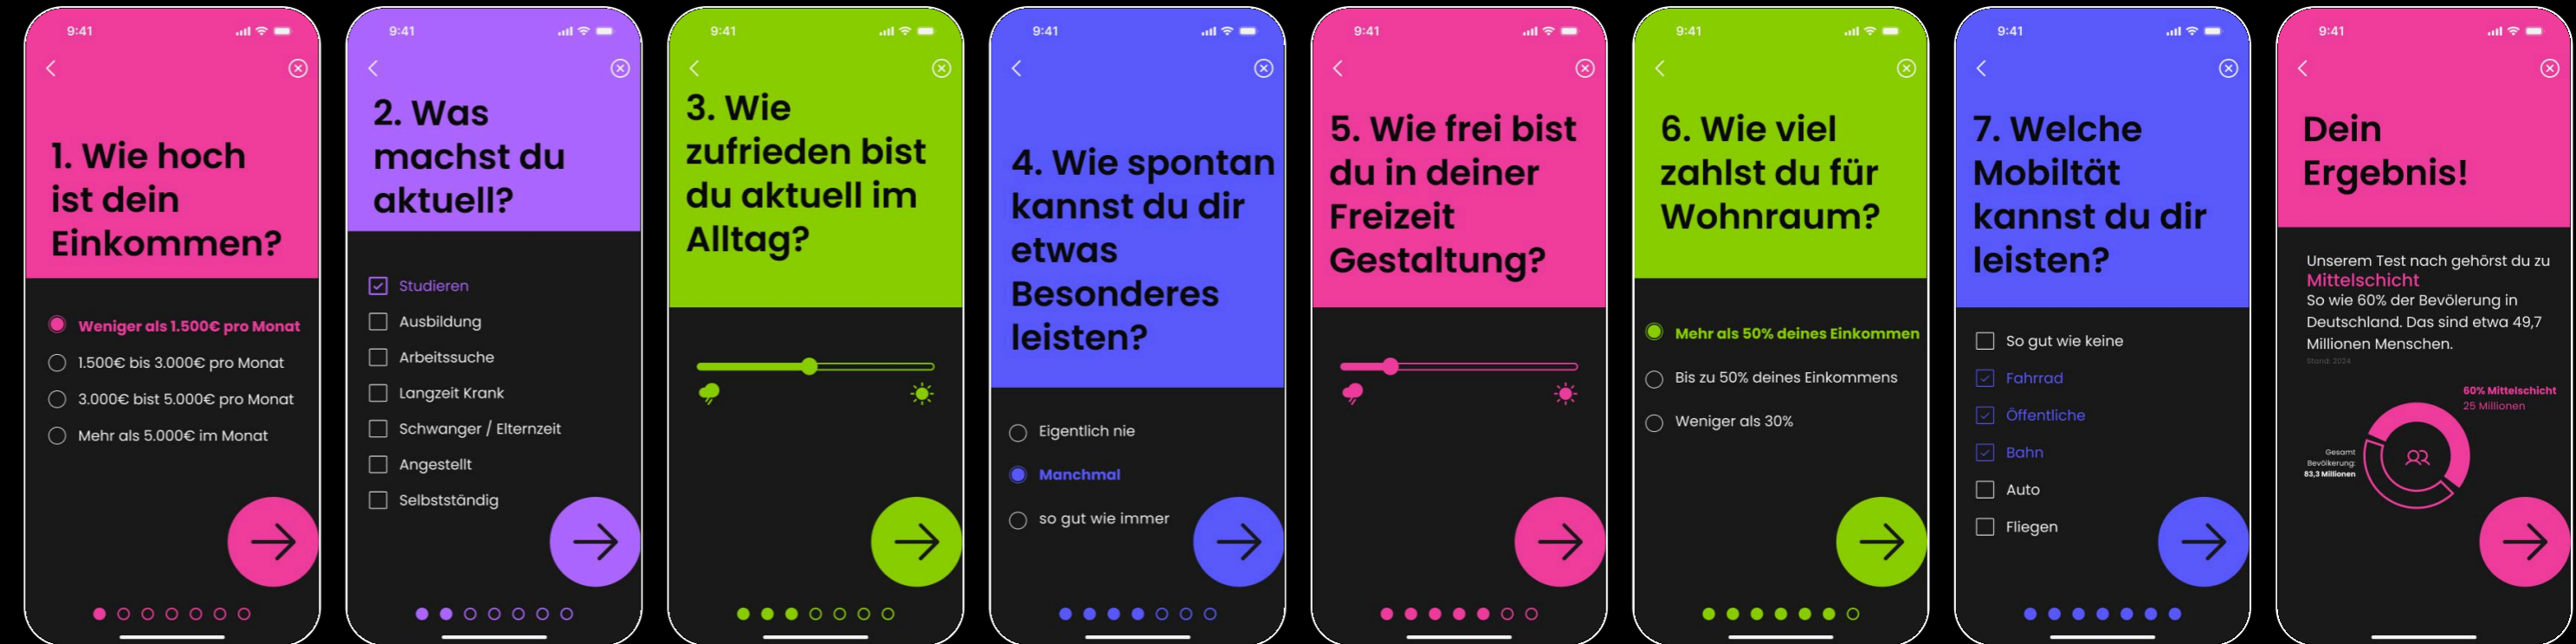 9:41
1. Wie hoch
ist dein
Einkommen?
Weniger als 1.500€ pro Monat
1.500€ bis 3.000€ pro Monat
3.000€ bist 5.000€ pro Monat
Mehr als 5.000€ im Monat
9:41
2. Was
machst du
aktuell?
Studieren
Ausbildung
Arbeitssuche
Langzeit Krank
Schwanger / Elternzeit
Angestellt
Selbstständig
9:41
3. Wie
zufrieden bist
du aktuell im
Alltag?
9:41
4. Wie spontan
kannst du dir
etwas
Besonderes
leisten?
Eigentlich nie
Manchmal
so gut wie immer
9:41
5. Wie frei bist
du in deiner
Freizeit
Gestaltung?
9:41
6. Wie viel
zahlst du für
Wohnraum?
Mehr als 50% deines Einkommen
Bis zu 50% deines Einkommens
Weniger als 30%
9:41
7. Welche
Mobiltät
kannst du dir
leisten?
So gut wie keine
Fahrrad
Öffentliche
Bahn
Auto
Fliegen
9:41
Dein
Ergebnis!
Unserem Test nach gehörst du zu
Mittelschicht
So wie 60% der Bevölerung in
Deutschland. Das sind etwa 49,7
Millionen Menschen.
Stand: 2024
60% Mittelschicht
25 Millionen
Gesamt
Bevölkerung:
83,3 Millionen